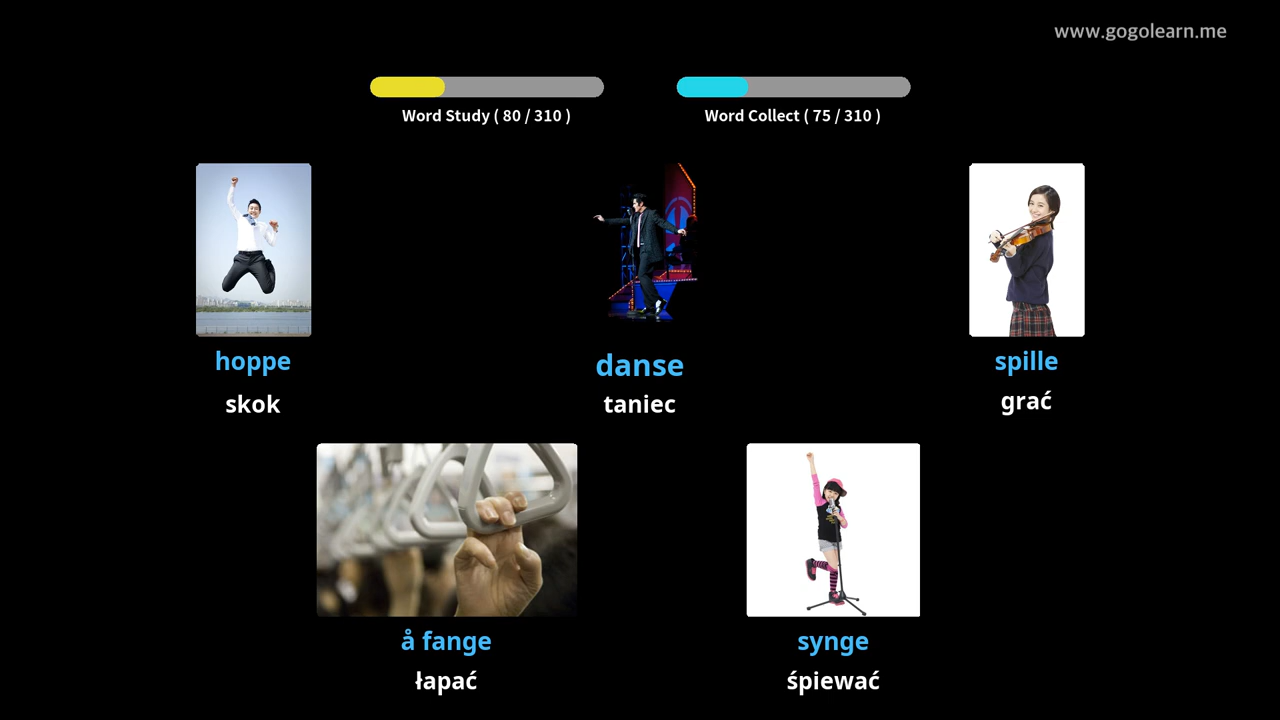 www.gogolearn.me
Word Study ( 80 / 310 )
Word Collect ( 75 / 310 )
hoppe
skok
danse
taniec
spille
grać
å fange
łapać
synge
śpiewać